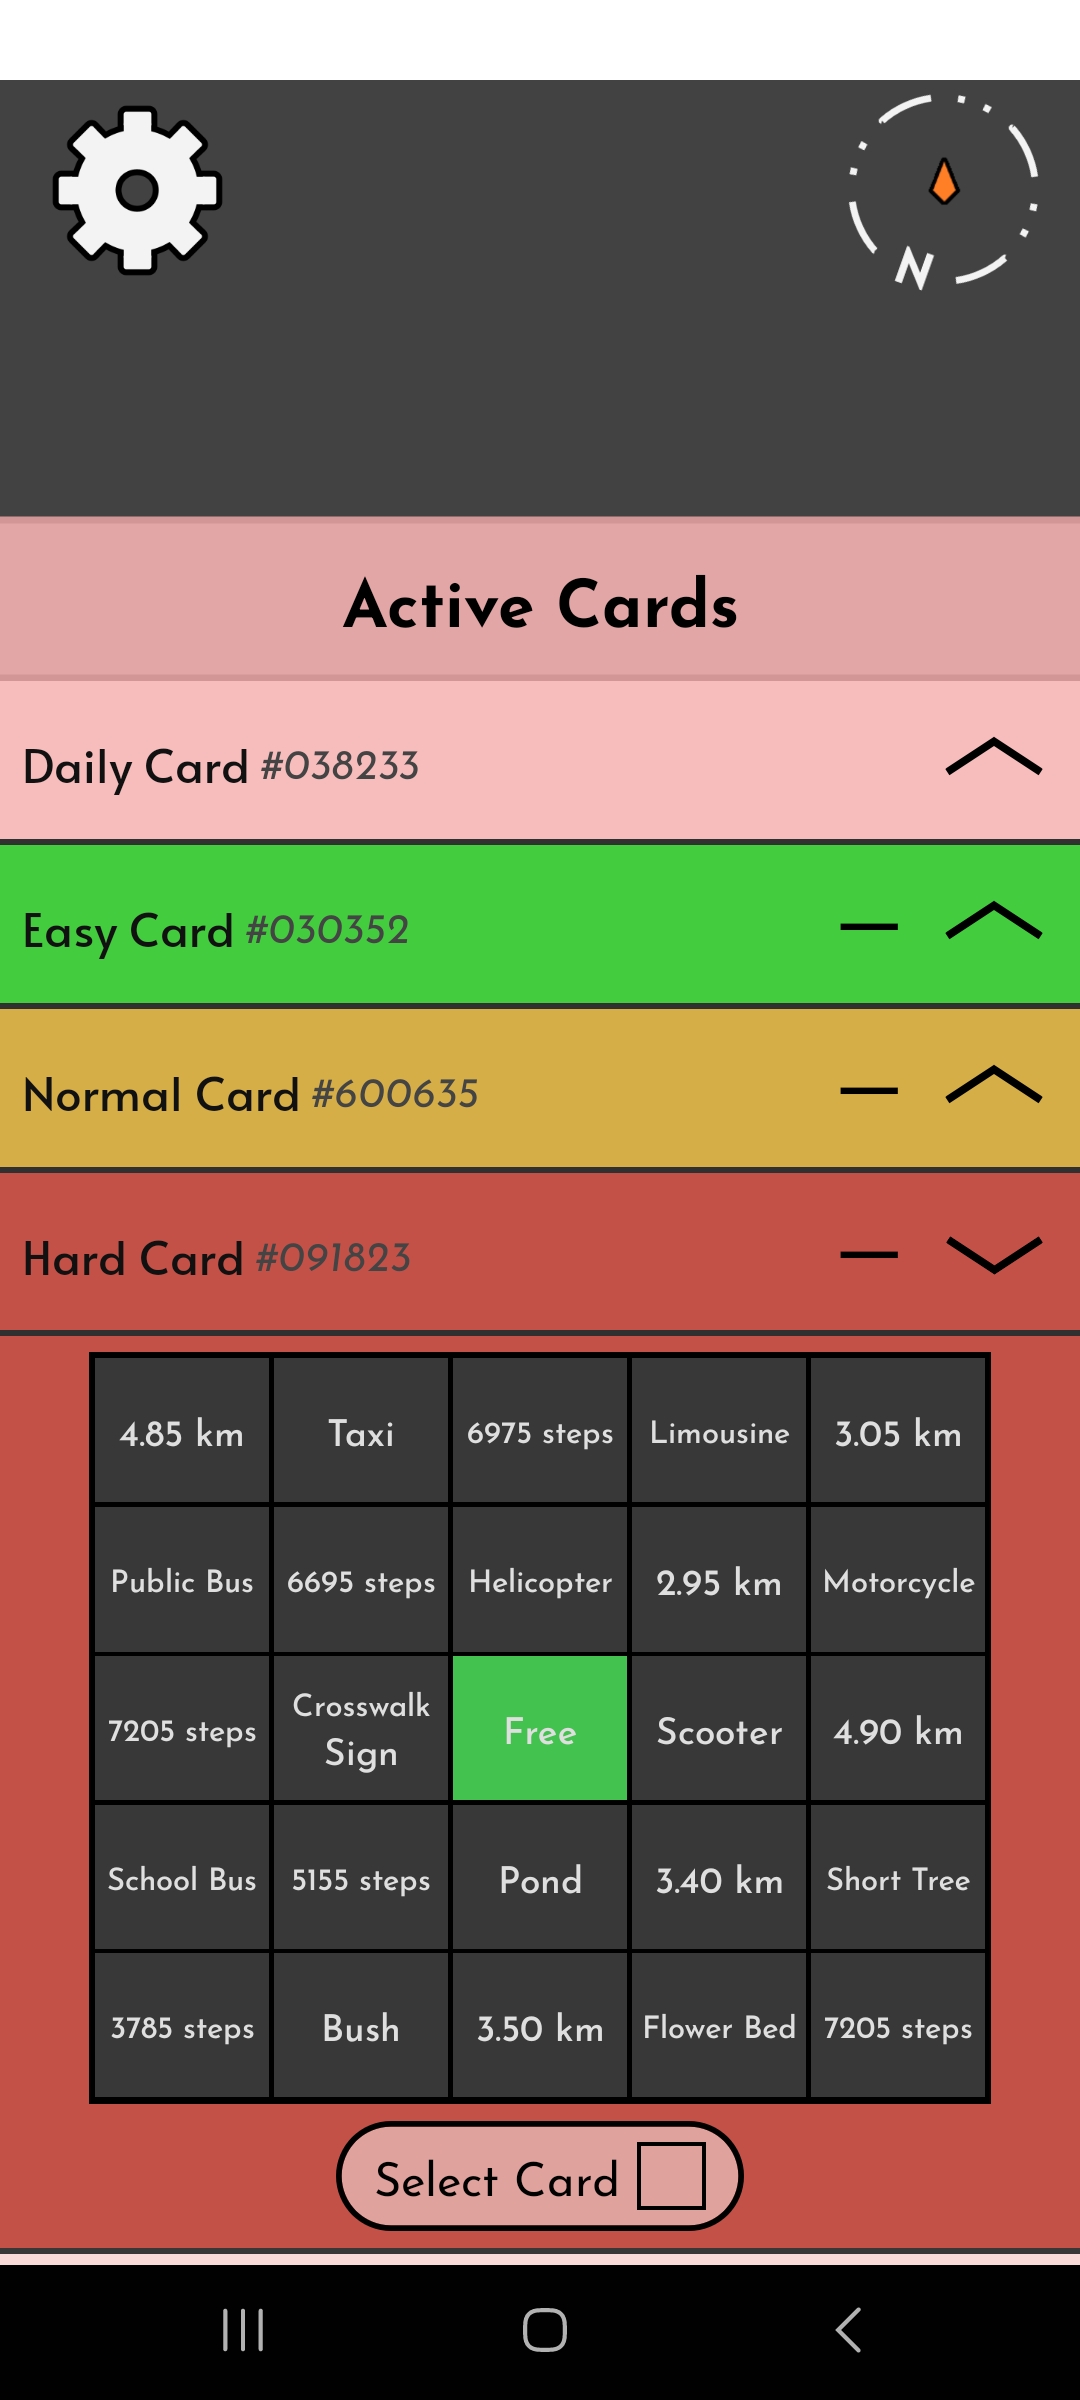 N
Active Cards
Daily Card #038233
Easy Card #030352
Normal Card #600635
Hard Card #091823
4.85 km Taxi 6975 steps Limousine 3.05 km
Public Bus 6695 steps Helicopter 2.95 km Motorcycle
7205 steps Crosswalk Sign Free Scooter 4.90 km
School Bus 5155 steps Pond 3.40 km Short Tree
3785 steps Bush 3.50 km Flower Bed 7205 steps
Select Card